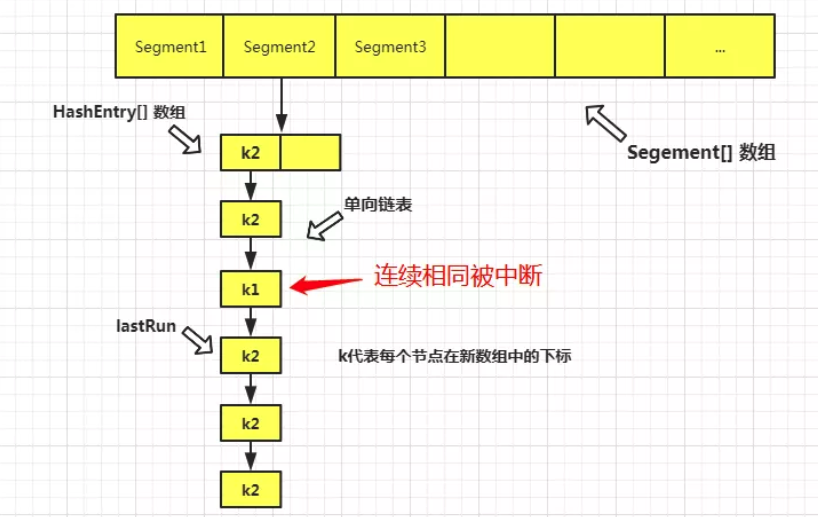 Segment1 Segment2 Segment3 ...
HashEntry[] 数组
Segement[] 数组
k2
单向链表
k2
连续相同被中断
k1
lastRun
k2
k代表每个节点在新数组中的下标
k2
k2